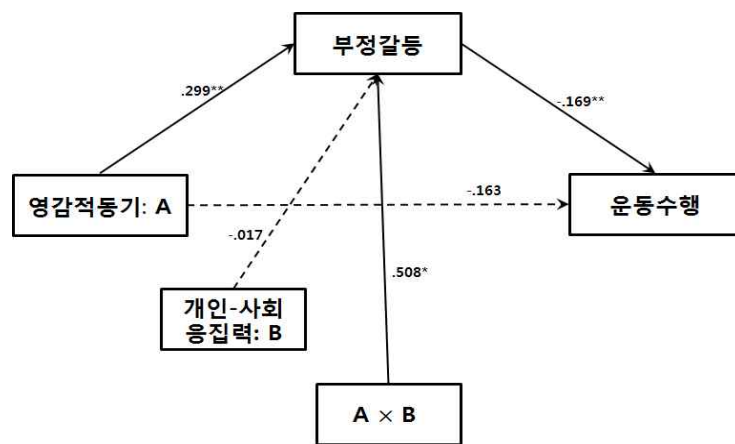 부정갈등
.299**
-.169**
영감적동기: A
-.163
운동수행
-.017
.508*
개인-사회
응집력: B
A × B